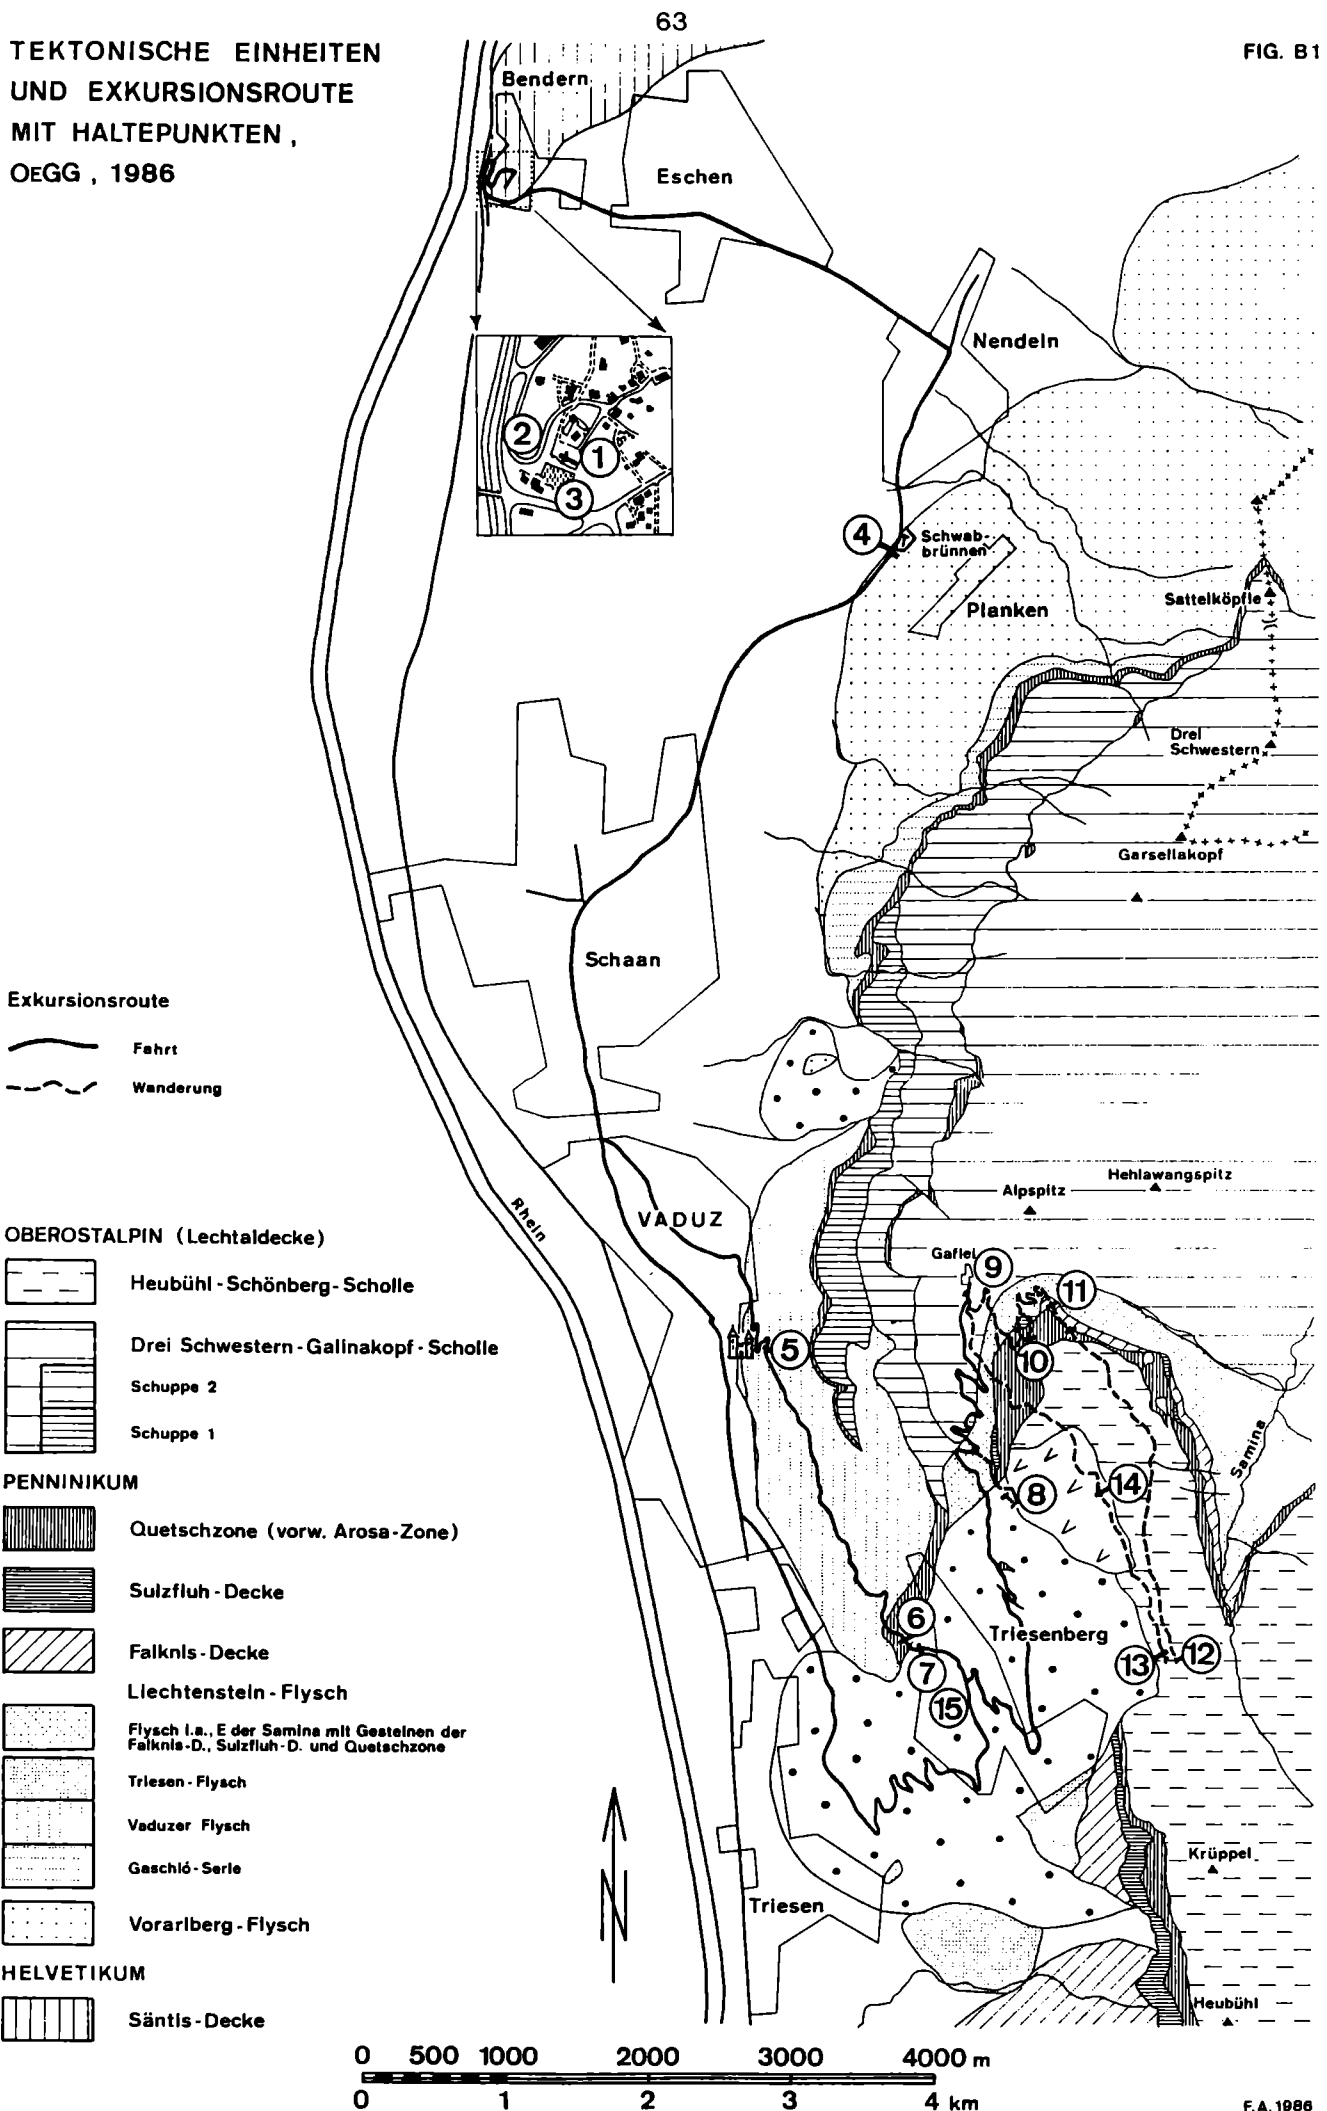 63
TEKTONISCHE EINHEITEN
UND EXKURSIONSROUTE
MIT HALTEPUNKTEN ,
OEGG , 1986
FIG. B1
Bendern
Eschen
Nendeln
2
1
3
4
Schwab-
brünnen
Planken
Sattelköpfle
Drei
Schwestern
Garsellakopf
Schaan
Exkursionsroute
Fahrt
Wanderung
Rhein
VADUZ
Hehlawangspitz
Alpspitz
Gaflei
9
11
5
10
Samina
8
14
6
Triesenberg
13
12
7
15
Krüppel
Triesen
Heubühl
OBEROSTALPIN (Lechtaldecke)
Heubühl - Schönberg - Scholle
Drei Schwestern - Galinakopf - Scholle
Schuppe 2
Schuppe 1
PENNINIKUM
Quetschzone (vorw. Arosa-Zone)
Sulzfluh - Decke
Falknis - Decke
Liechtenstein - Flysch
Flysch i.a., E der Samina mit Gesteinen der
Falknis-D., Sulzfluh-D. und Quetschzone
Triesen - Flysch
Vaduzer Flysch
Gaschlö - Serie
Vorarlberg - Flysch
HELVETIKUM
Säntis - Decke
N
0 500 1000 2000 3000 4000 m
0 1 2 3 4 km
F.A. 1986